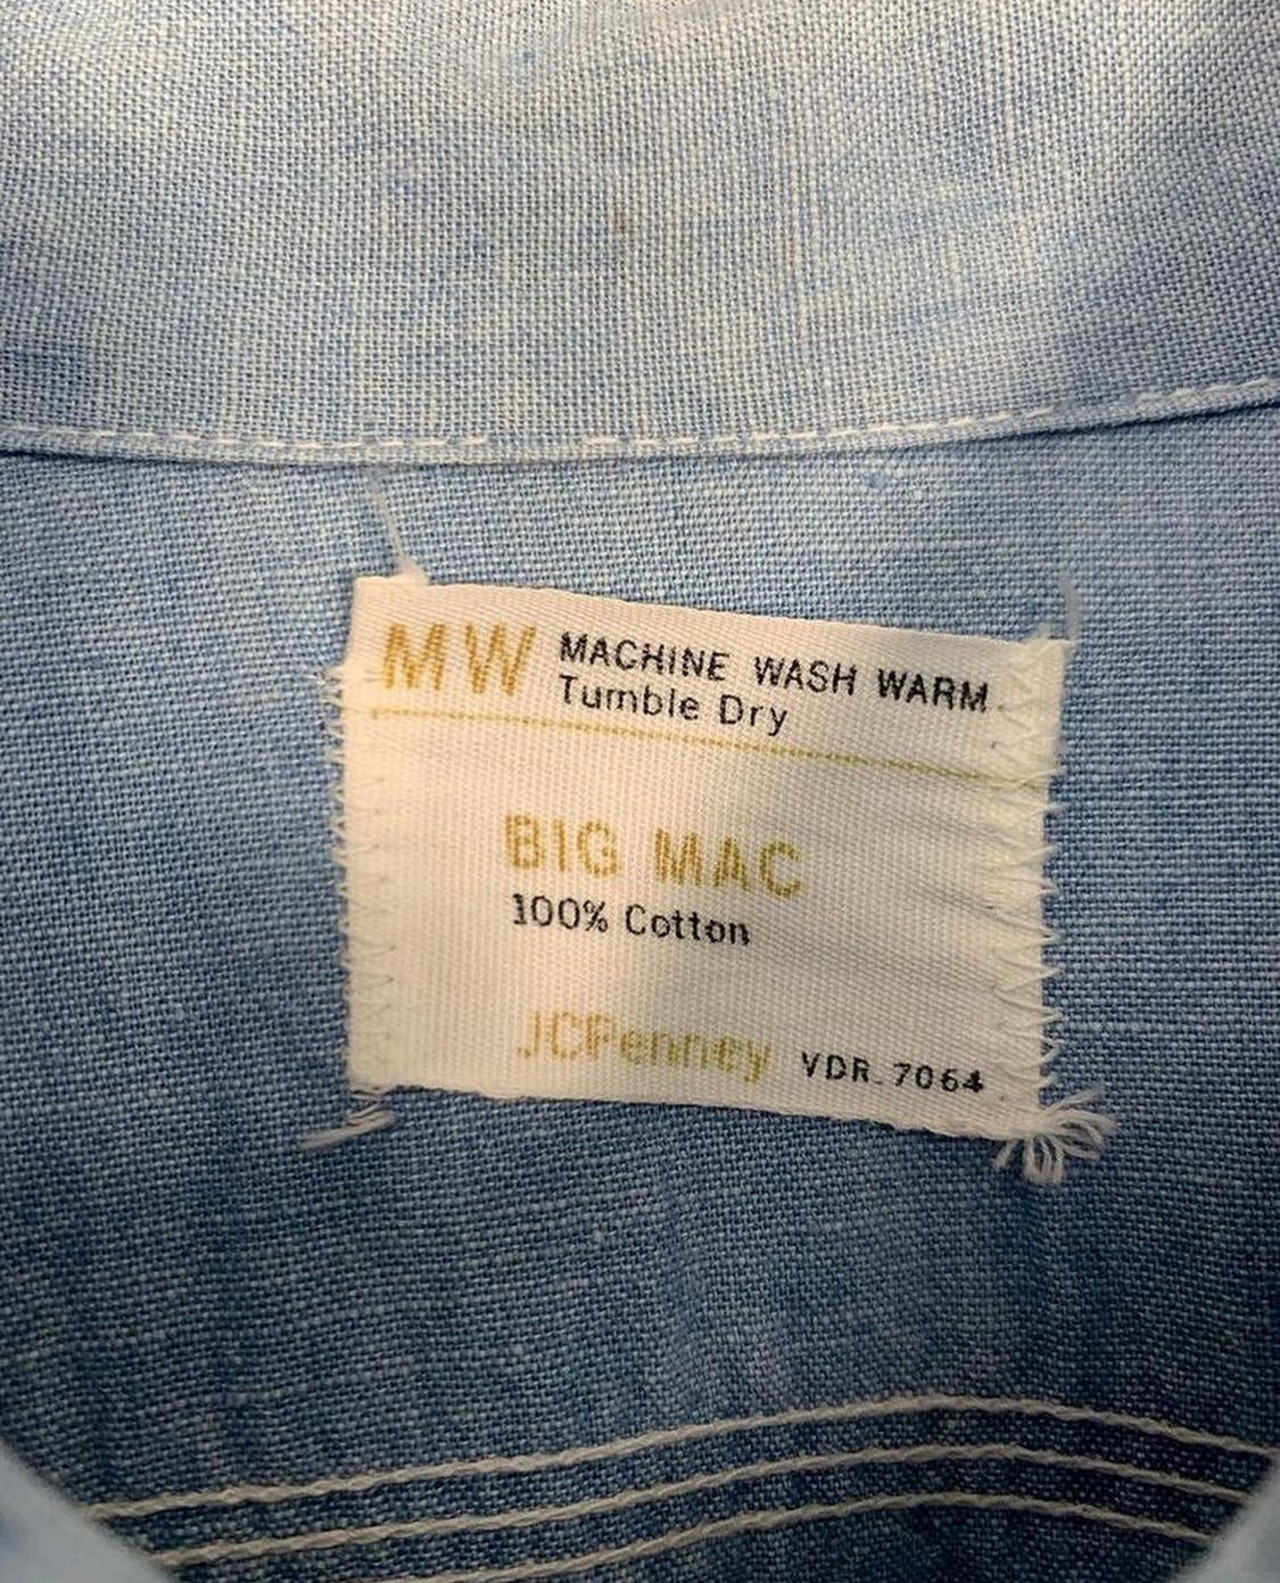 MW MACHINE WASH WARM
Tumble Dry
BIG MAC
100% Cotton
JCPenney VDR. 7064